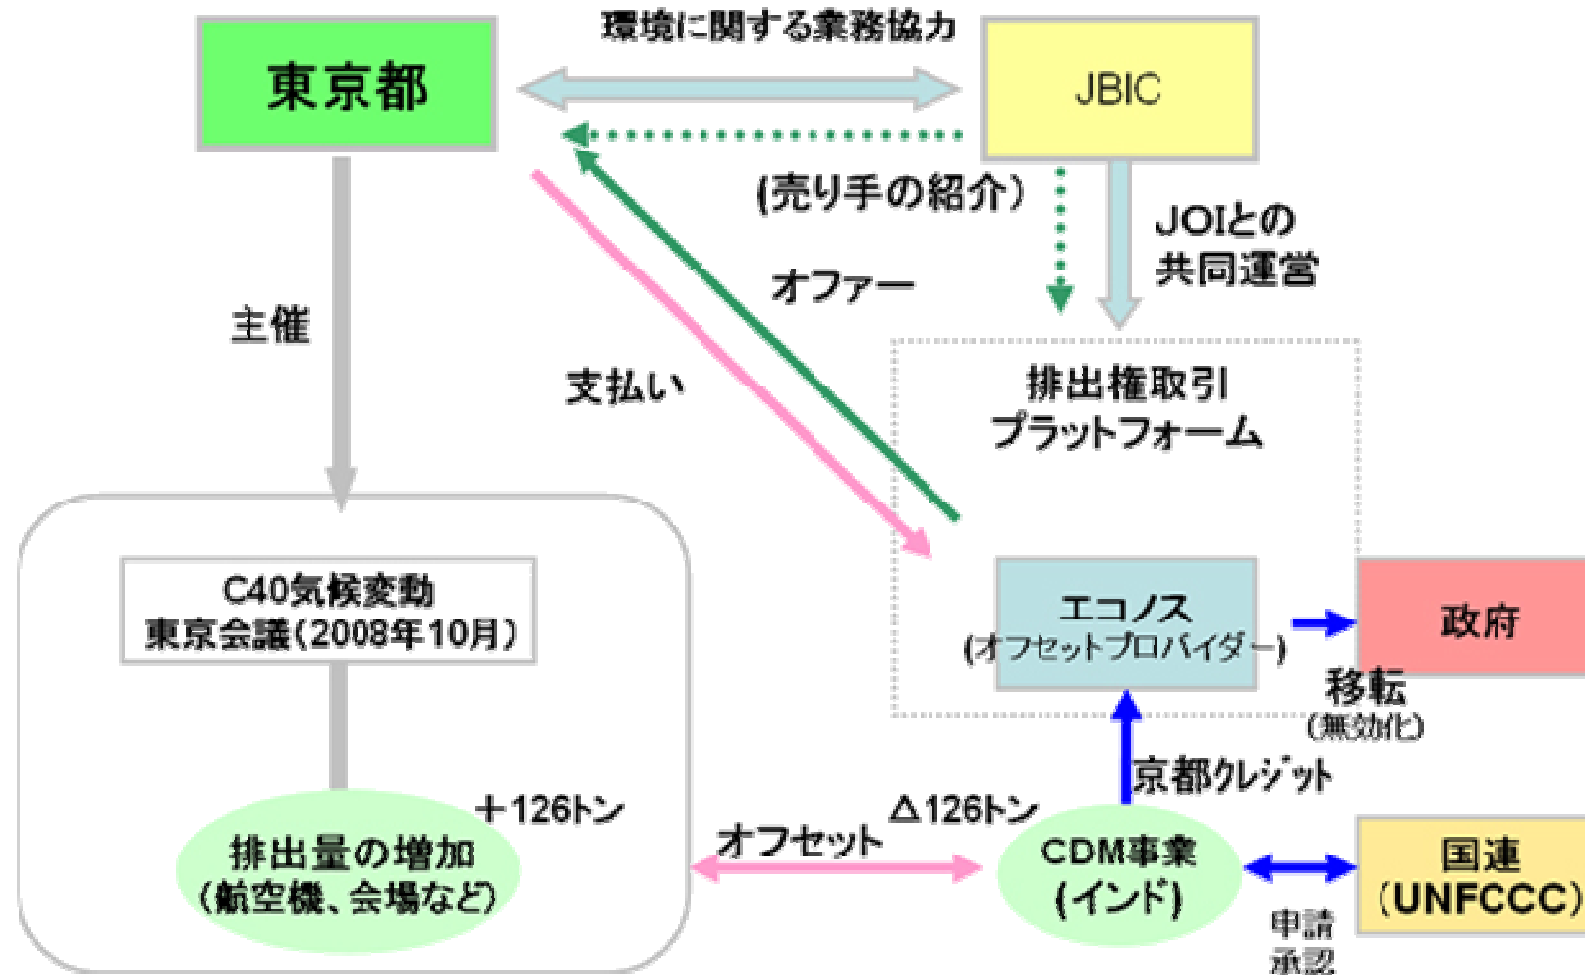 環境に関する業務協力
東京都
JBIC
(売り手の紹介)
JOIとの
共同運営
オファー
主催
支払い
排出権取引
プラットフォーム
C40気候変動
東京会議(2008年10月)
エコノス
(オフセットプロバイダー)
政府
移転
(無効化)
京都クレジット
+126トン
△126トン
排出量の増加
(航空機、会場など)
オフセット
CDM事業
(インド)
国連
(UNFCCC)
申請
承認